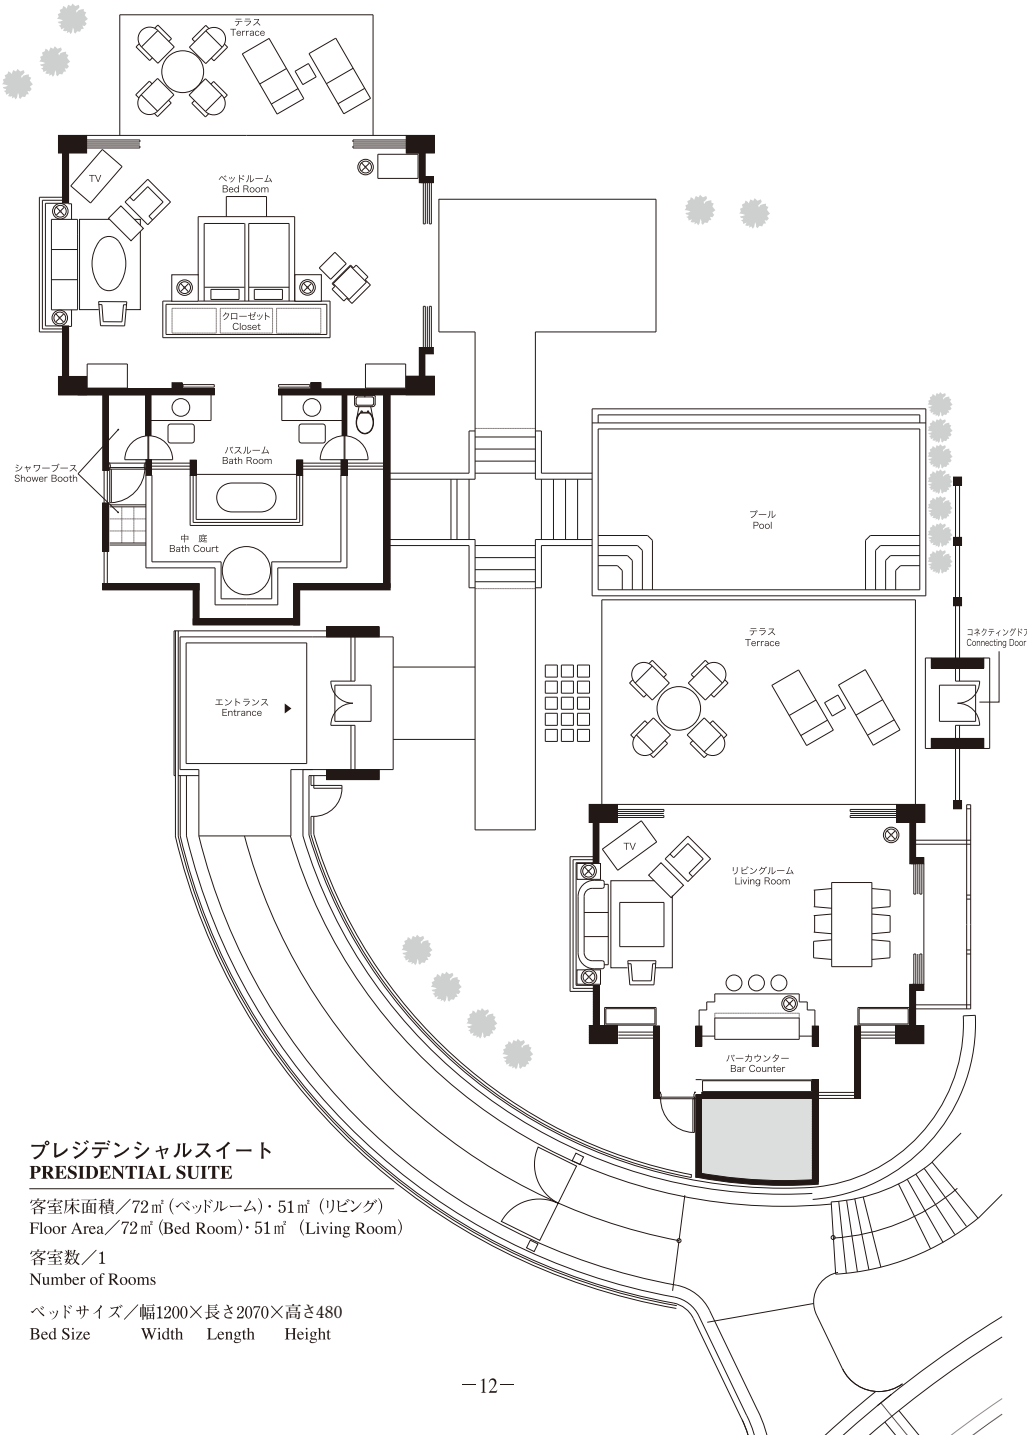 テラス
Terrace
TV
ベッドルーム
Bed Room
クローゼット
Closet
シャワーブース
Shower Booth
バスルーム
Bath Room
中 庭
Bath Court
プール
Pool
テラス
Terrace
コネクティングドア
Connecting Door
エントランス
Entrance
TV
リビングルーム
Living Room
バーカウンター
Bar Counter
プレジデンシャルスイート
PRESIDENTIAL SUITE
客室床面積／72㎡（ベッドルーム）・51㎡（リビング）
Floor Area／72㎡（Bed Room）・51㎡（Living Room）
客室数／1
Number of Rooms
ベッドサイズ／幅1200×長さ2070×高さ480
Bed Size Width Length Height
—12—